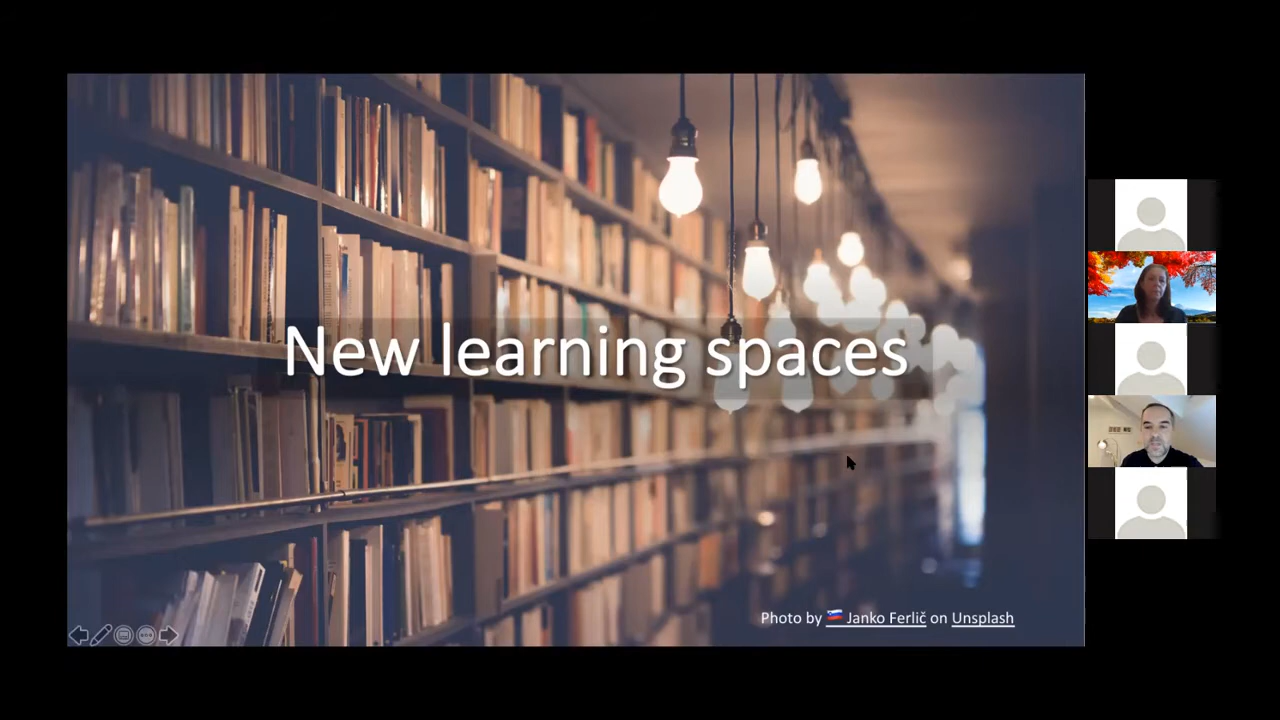 New learning spaces
Photo by 🇸🇮 Janko Ferlič on Unsplash